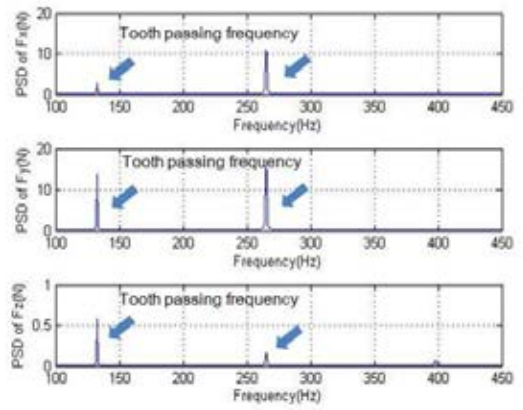 20
10
0
PSD of Fx(N)
Tooth passing frequency
100 150 200 250 300 350 400 450
Frequency(Hz)
20
10
0
PSD of Fy(N)
Tooth passing frequency
100 150 200 250 300 350 400 450
Frequency(Hz)
1
0.5
0
PSD of Fz(N)
Tooth passing frequency
100 150 200 250 300 350 400 450
Frequency(Hz)